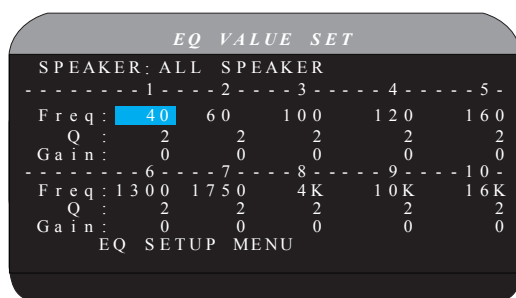 EQ VALUE SET
SPEAKER: ALL SPEAKER
- - - - - - - - 1 - - - - 2 - - - - 3 - - - - - 4 - - - - - 5 -
Freq: 40 60 100 120 160
Q : 2 2 2 2 2
Gain: 0 0 0 0 0
- - - - - - - - 6 - - - - 7 - - - - 8 - - - - - 9 - - - - 10 -
Freq: 1300 1750 4K 10K 16K
Q : 2 2 2 2 2
Gain: 0 0 0 0 0
EQ SETUP MENU